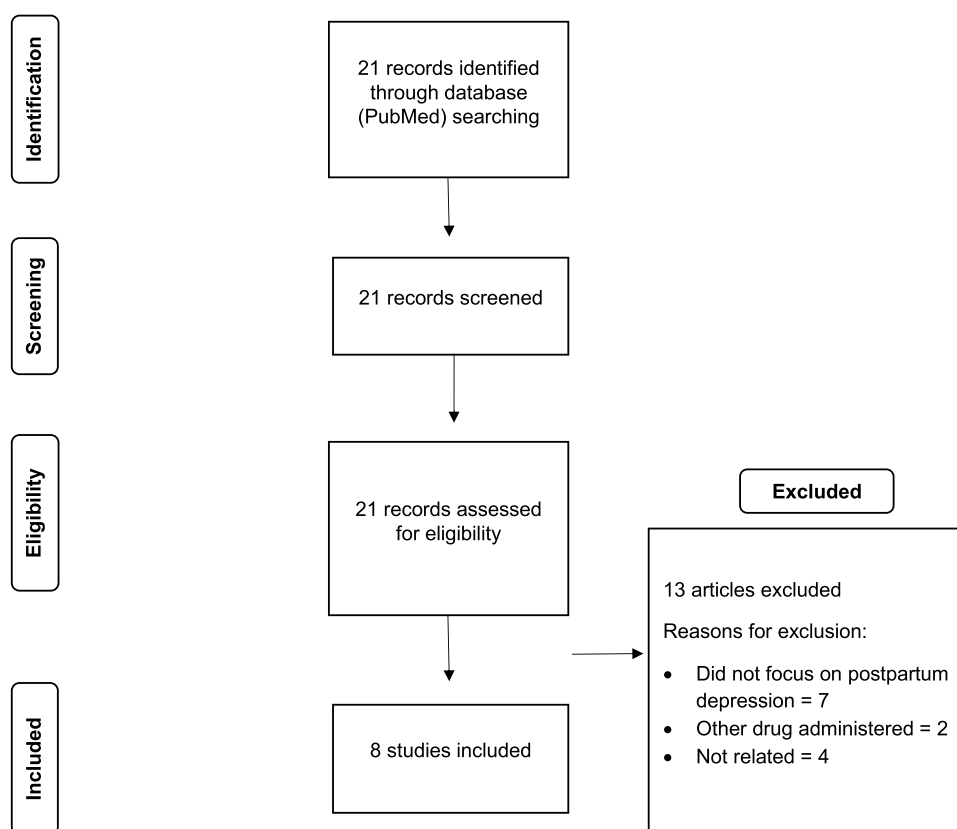 Identification
21 records identified
through database
(PubMed) searching
Screening
21 records screened
Eligibility
21 records assessed
for eligibility
Excluded
13 articles excluded
Reasons for exclusion:
• Did not focus on postpartum
depression = 7
• Other drug administered = 2
• Not related = 4
Included
8 studies included